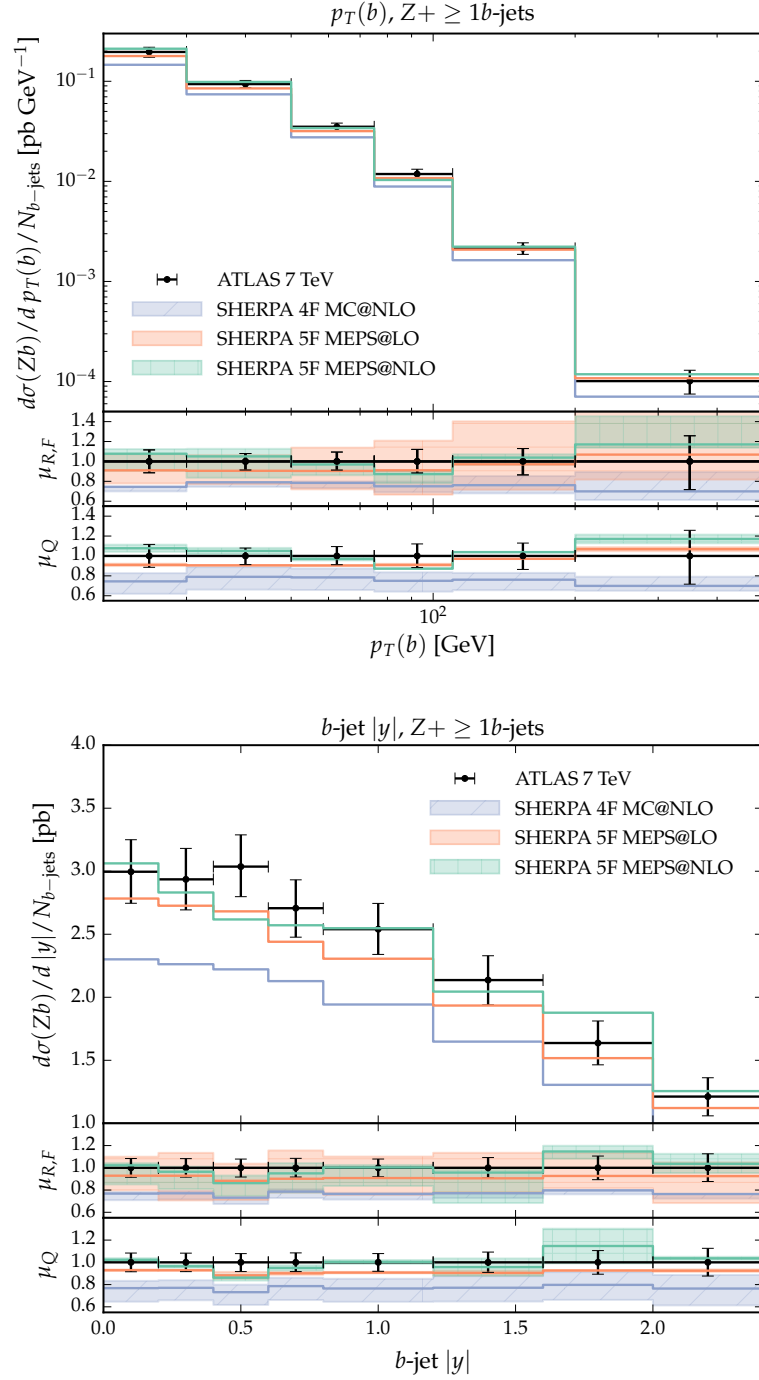 p_T(b), Z+ ≥ 1b-jets
dσ(Zb)/d p_T(b)/N_{b−jets} [pb GeV^{−1}]
10^{−1}
10^{−2}
10^{−3}
10^{−4}
ATLAS 7 TeV
SHERPA 4F MC@NLO
SHERPA 5F MEPS@LO
SHERPA 5F MEPS@NLO
μ_{R,F}
1.4
1.2
1.0
0.8
0.6
μ_Q
1.4
1.2
1.0
0.8
0.6
10^2
p_T(b) [GeV]
b-jet |y|, Z+ ≥ 1b-jets
dσ(Zb)/d |y|/N_{b−jets} [pb]
4.0
3.5
3.0
2.5
2.0
1.5
1.0
ATLAS 7 TeV
SHERPA 4F MC@NLO
SHERPA 5F MEPS@LO
SHERPA 5F MEPS@NLO
μ_{R,F}
1.2
1.0
0.8
0.6
μ_Q
1.2
1.0
0.8
0.6
0.0 0.5 1.0 1.5 2.0
b-jet |y|